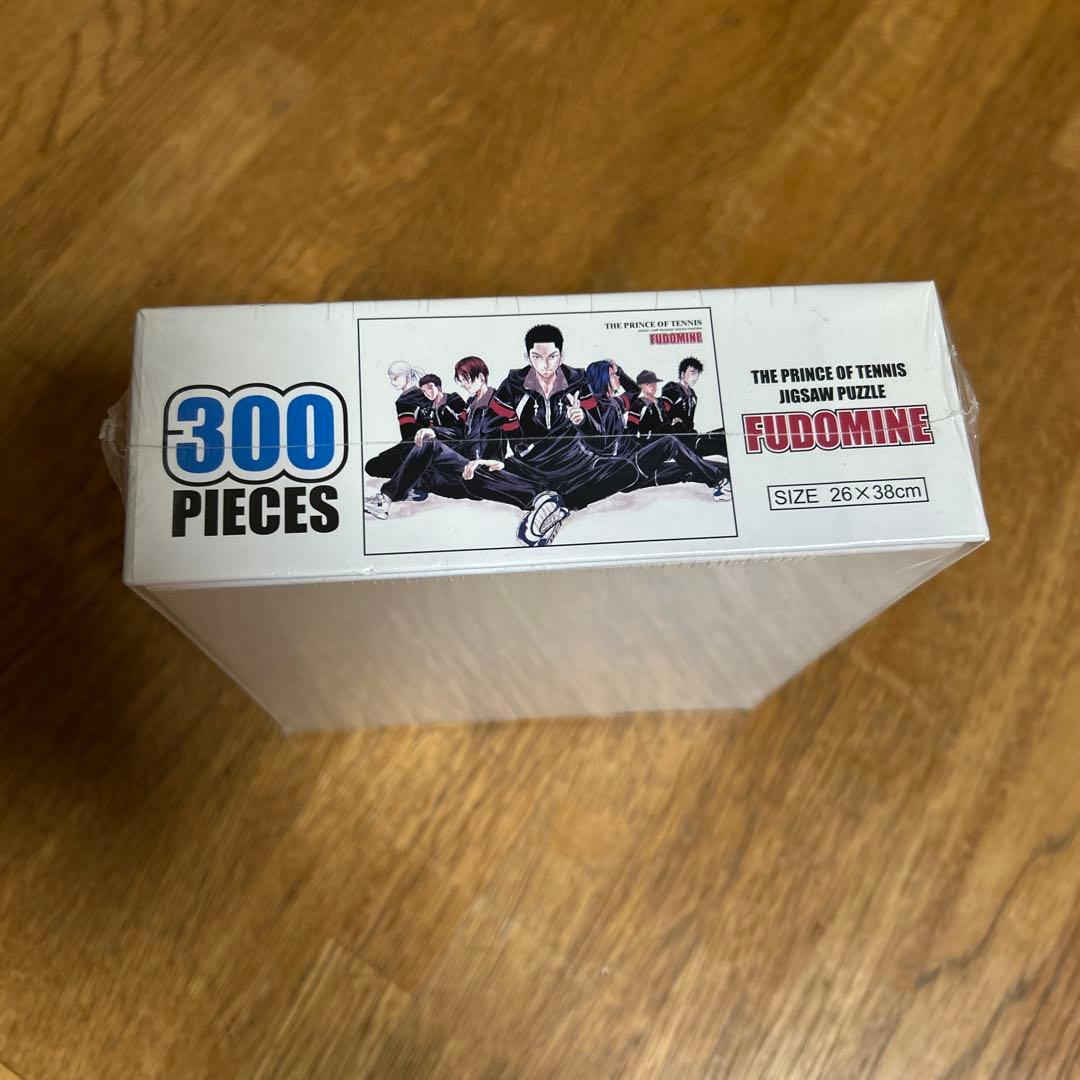 300
PIECES
THE PRINCE OF TENNIS
FUDOMINE
THE PRINCE OF TENNIS
JIGSAW PUZZLE
FUDOMINE
SIZE 26×38cm